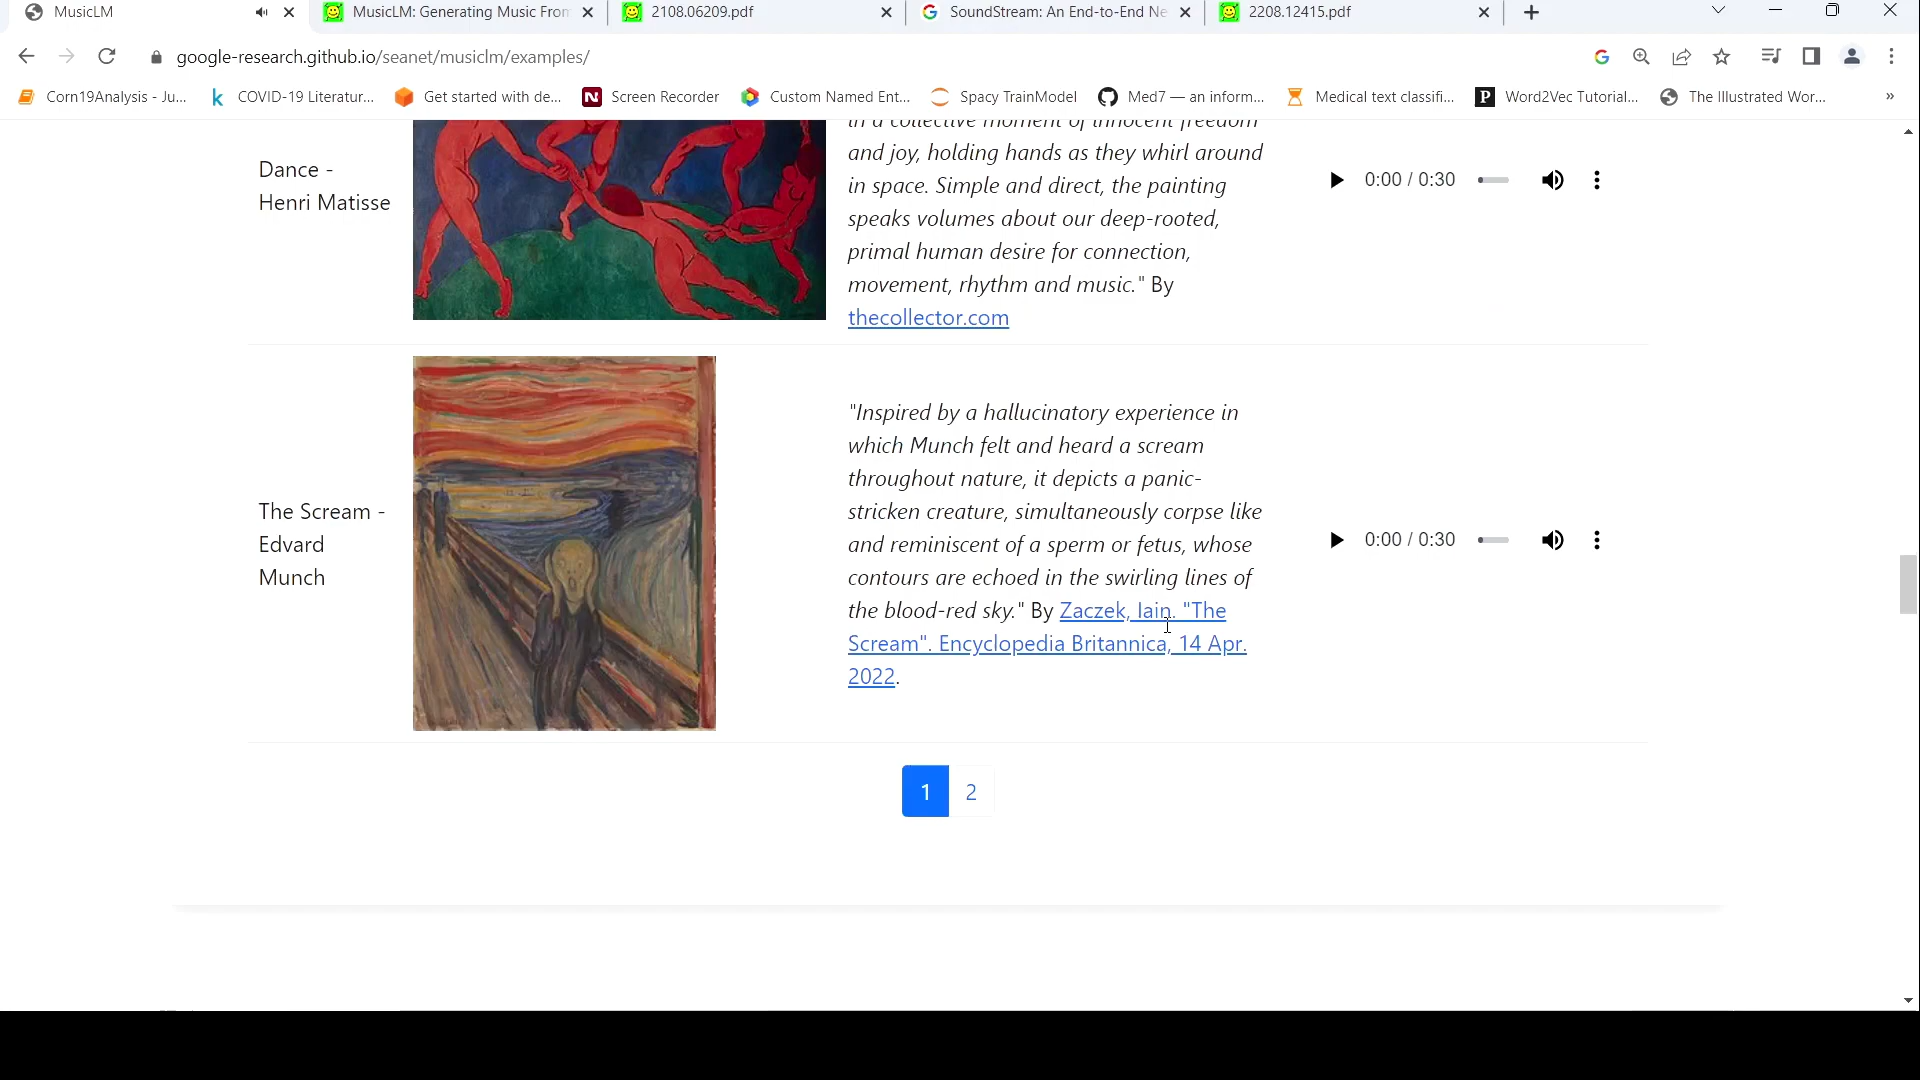 MusicLM
MusicLM: Generating Music From
2108.06209.pdf
SoundStream: An End-to-End Ne
2208.12415.pdf
google-research.github.io/seanet/musiclm/examples/
Corn19Analysis - Ju...
COVID-19 Literatur...
Get started with de...
Screen Recorder
Custom Named Ent...
Spacy TrainModel
Med7 — an inform...
Medical text classifi...
Word2Vec Tutorial...
The Illustrated Wor...
»
Dance -
Henri Matisse
in a collective moment of innocent freedom
and joy, holding hands as they whirl around
in space. Simple and direct, the painting
speaks volumes about our deep-rooted,
primal human desire for connection,
movement, rhythm and music." By
thecollector.com
0:00 / 0:30
The Scream -
Edvard
Munch
"Inspired by a hallucinatory experience in
which Munch felt and heard a scream
throughout nature, it depicts a panic-
stricken creature, simultaneously corpse like
and reminiscent of a sperm or fetus, whose
contours are echoed in the swirling lines of
the blood-red sky." By Zaczek, Iain. "The
Scream". Encyclopedia Britannica, 14 Apr.
2022.
0:00 / 0:30
1 2